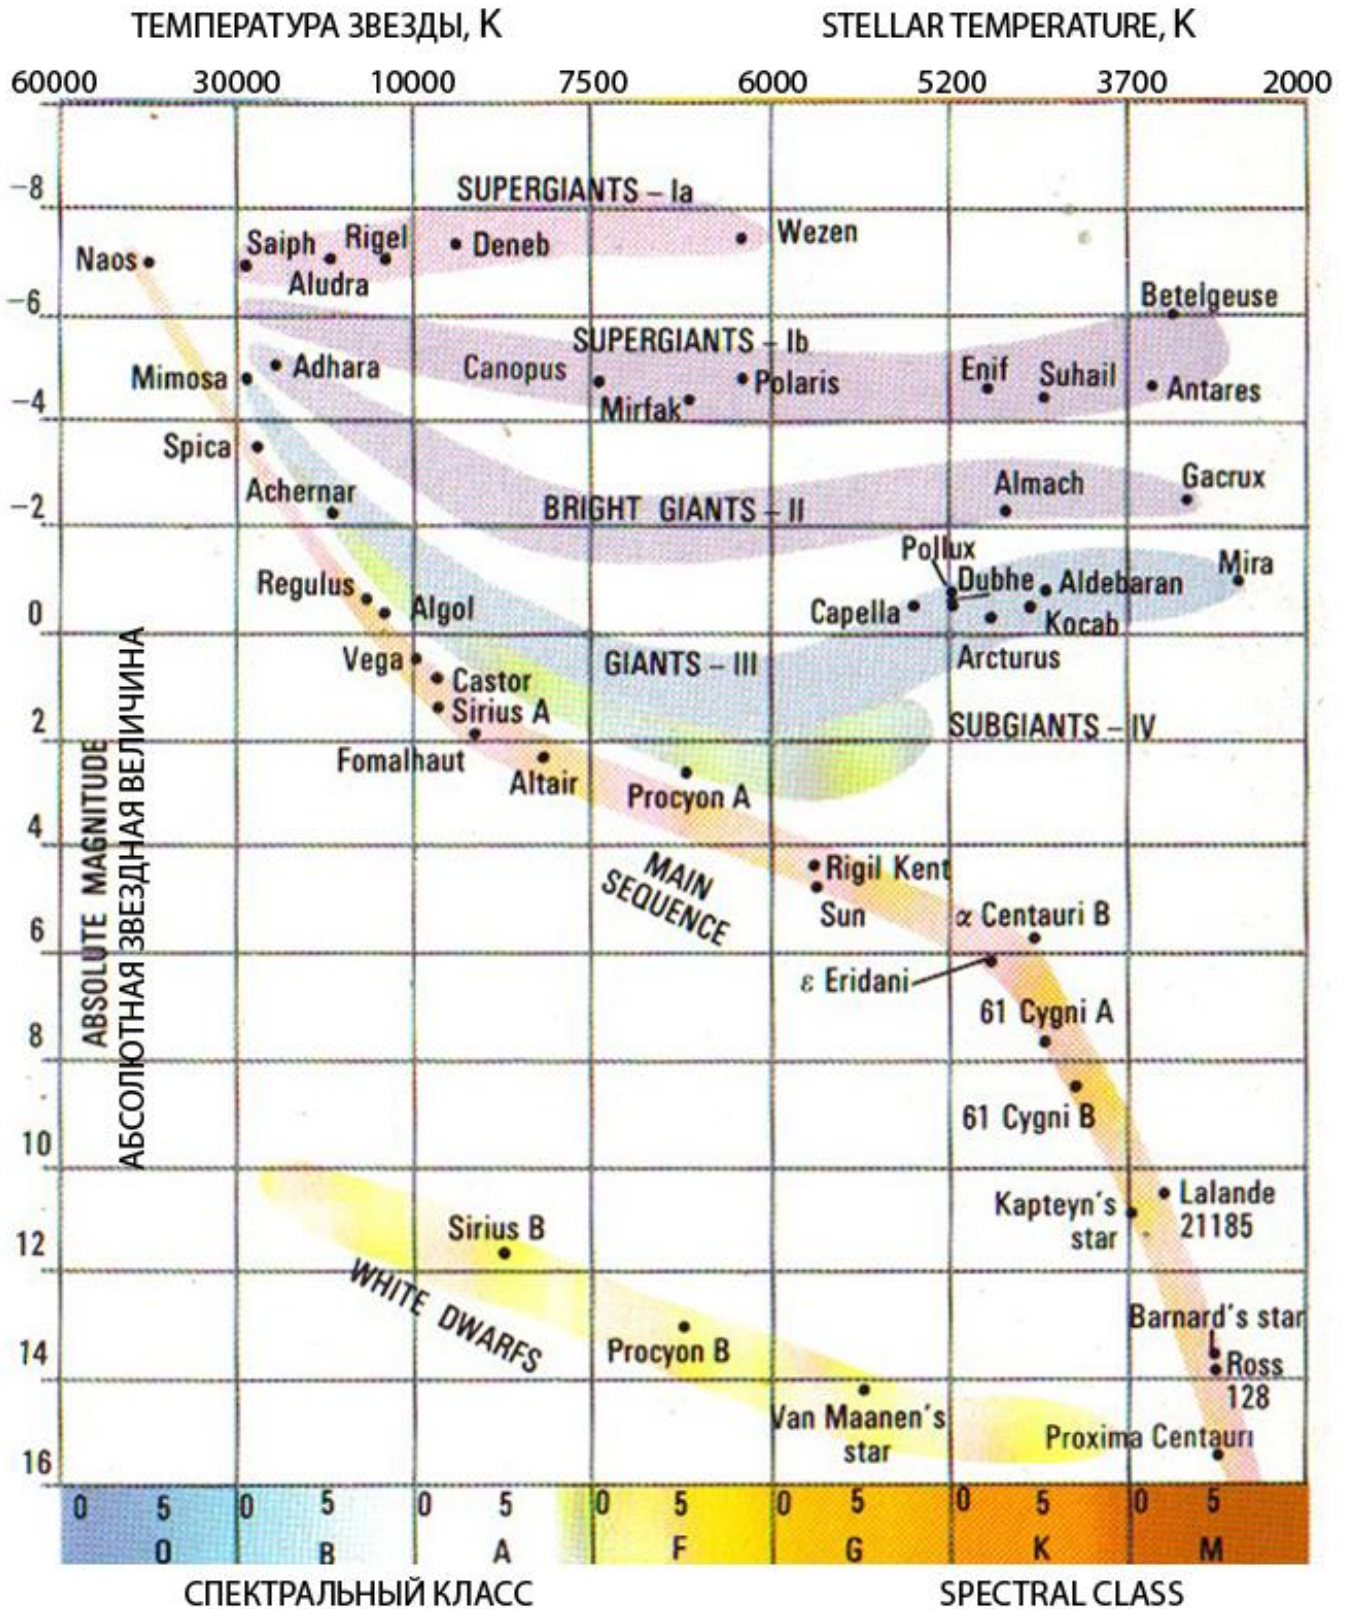 ТЕМПЕРАТУРА ЗВЕЗДЫ, К STELLAR TEMPERATURE, К
60000 30000 10000 7500 6000 5200 3700 2000
SUPERGIANTS – Ia
-8
Naos Saiph Rigel Deneb Wezen
Aludra
-6
Betelgeuse
SUPERGIANTS – Ib
Mimosa Adhara Canopus Polaris Enif Suhail Antares
Mirfak
-4
Spica
Achernar Almach Gacrux
-2
BRIGHT GIANTS – II
Pollux Mira
Regulus Algol Capella Dubhe Aldebaran
Kocab
0
Vega GIANTS – III Arcturus
Castor
Sirius A
2
SUBGIANTS – IV
Fomalhaut Altair Procyon A
4
MAIN
SEQUENCE
Rigil Kent
Sun
α Centauri B
6
ε Eridani
61 Cygni A
8
61 Cygni B
10
ABSOLUTE MAGNITUDE
АБСОЛЮТНАЯ ЗВЕЗДНАЯ ВЕЛИЧИНА
Kapteyn's
star
Lalande
21185
Sirius B
12
WHITE DWARFS
Barnard's star
Procyon B
14
Ross
128
Van Maanen's
star
Proxima Centauri
16
0 5 0 5 0 5 0 5 0 5 0 5 0 5
O B A F G K M
СПЕКТРАЛЬНЫЙ КЛАСС SPECTRAL CLASS